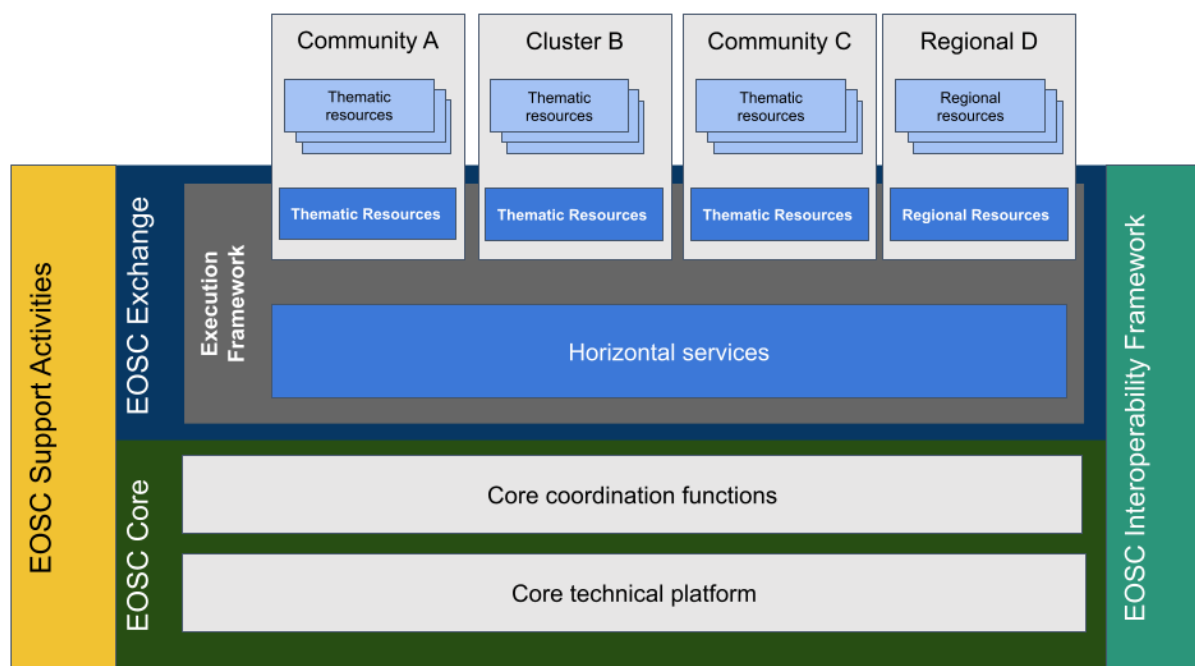 Community A
Cluster B
Community C
Regional D
Thematic
resources
Thematic
resources
Thematic
resources
Regional
resources
Thematic Resources
Thematic Resources
Thematic Resources
Regional Resources
EOSC Support Activities
EOSC Exchange
Execution
Framework
Horizontal services
EOSC Core
Core coordination functions
Core technical platform
EOSC Interoperability Framework